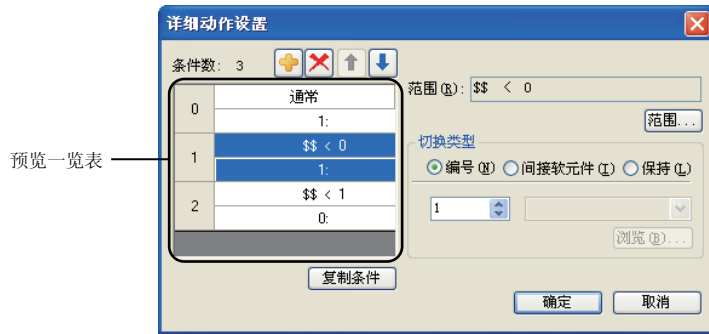 详细动作设置
条件数: 3
0
通常
1:
1
$$ < 0
1:
2
$$ < 1
0:
复制条件
预览一览表
范围(R): $$ < 0
范围...
切换类型
编号(N) 间接软元件(I) 保持(L)
1
浏览(B)...
确定 取消